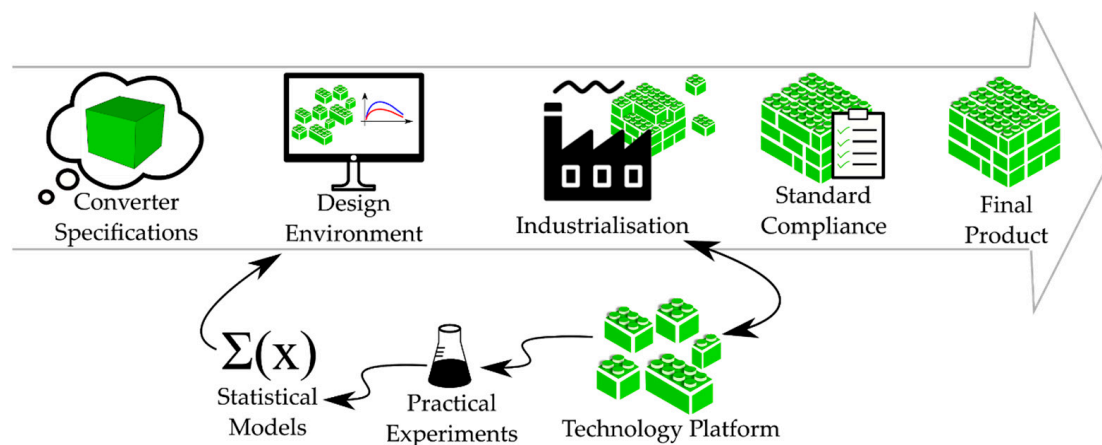 Converter
Specifications
Design
Environment
Industrialisation
Standard
Compliance
Final
Product
Σ(x)
Statistical
Models
Practical
Experiments
Technology Platform